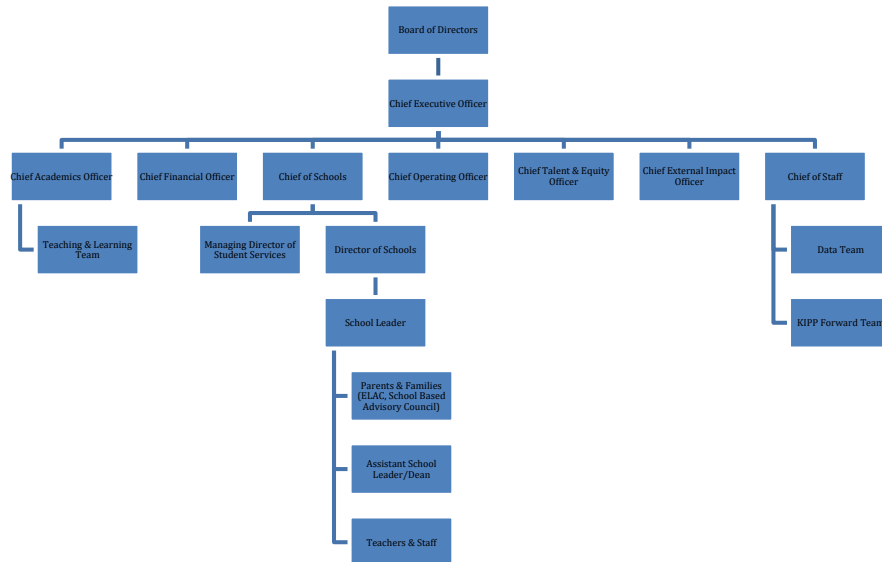 Board of Directors
Chief Executive Officer
Chief Academics Officer
Chief Financial Officer
Chief of Schools
Chief Operating Officer
Chief Talent & Equity
Officer
Chief External Impact
Officer
Chief of Staff
Teaching & Learning
Team
Managing Director of
Student Services
Director of Schools
Data Team
School Leader
KIPP Forward Team
Parents & Families
(ELAC, School Based
Advisory Council)
Assistant School
Leader/Dean
Teachers & Staff